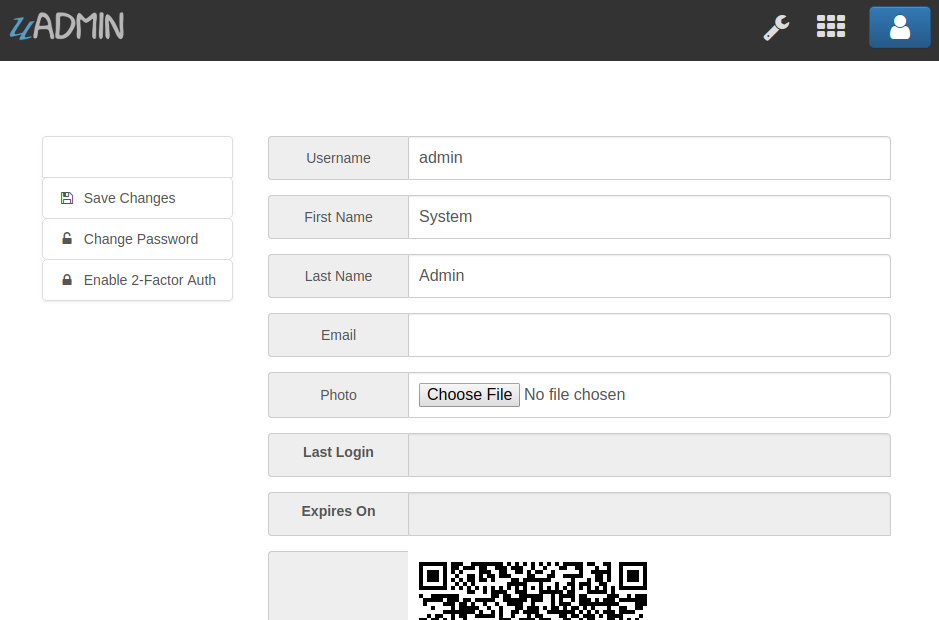 uADMIN
Save Changes
Change Password
Enable 2-Factor Auth
Username admin
First Name System
Last Name Admin
Email
Photo Choose File No file chosen
Last Login
Expires On